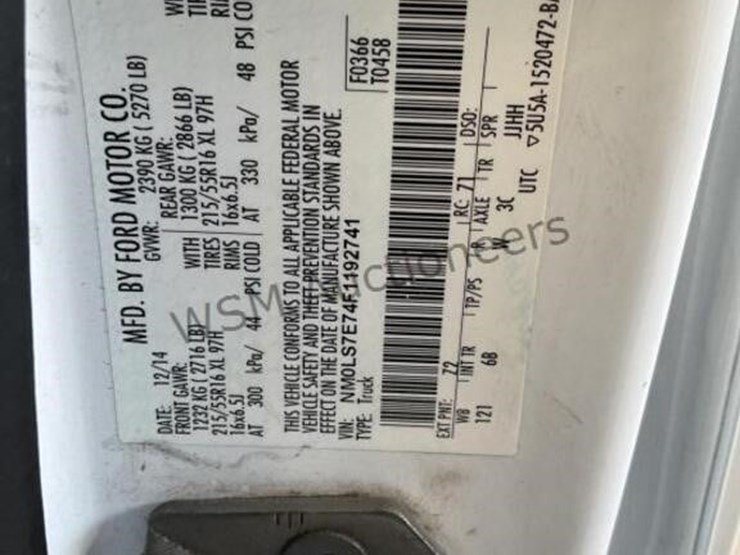 MFD. BY FORD MOTOR CO.
DATE: 12/14 GVWR: 2390 KG ( 5270 LB)
FRONT GAWR: REAR GAWR:
1232 KG ( 2716 LB) WITH 1300 KG ( 2866 LB)
215/55R16 XL 97H TIRES 215/55R16 XL 97H
16x6.5J RIMS 16x6.5J
AT 300 kPa/ 44 PSI COLD AT 330 kPa/ 48 PSI CO
THIS VEHICLE CONFORMS TO ALL APPLICABLE FEDERAL MOTOR
VEHICLE SAFETY AND THEFT PREVENTION STANDARDS IN
EFFECT ON THE DATE OF MANUFACTURE SHOWN ABOVE.
VIN: NM0LS7E74F1192741
TYPE: Truck
F0366
T0458
EXT PNT: Z2 RC: 71 DSO:
WB INT TR TP/PS R AXLE TR SPR
121 68 W 3C JJHH
UTC ▽5U5A-1520472-BA
WSM Auctioneers